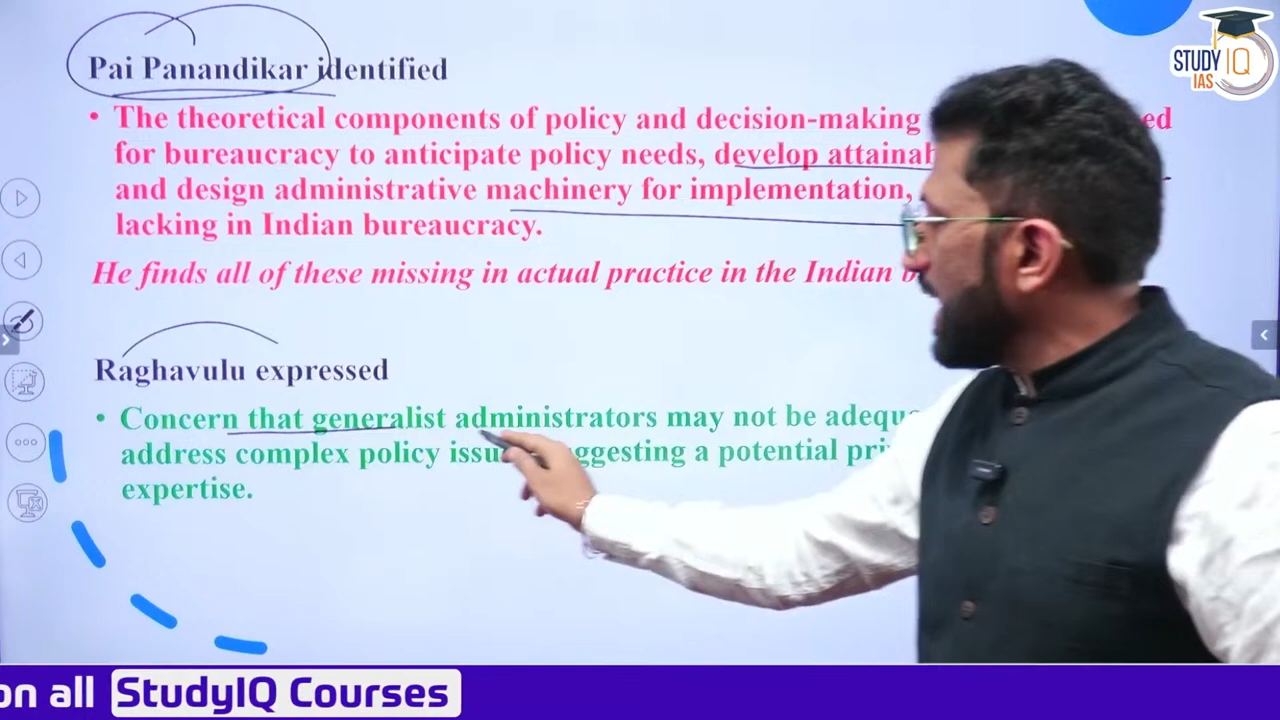 STUDY IQ
IAS
Pai Panandikar identified
• The theoretical components of policy and decision-making
for bureaucracy to anticipate policy needs, develop
and design administrative machinery for implementation,
lacking in Indian bureaucracy.
He finds all of these missing in actual practice in the Indian
Raghavulu expressed
• Concern that generalist administrators may not be
address complex policy a potential
expertise.
on all StudyIQ Courses